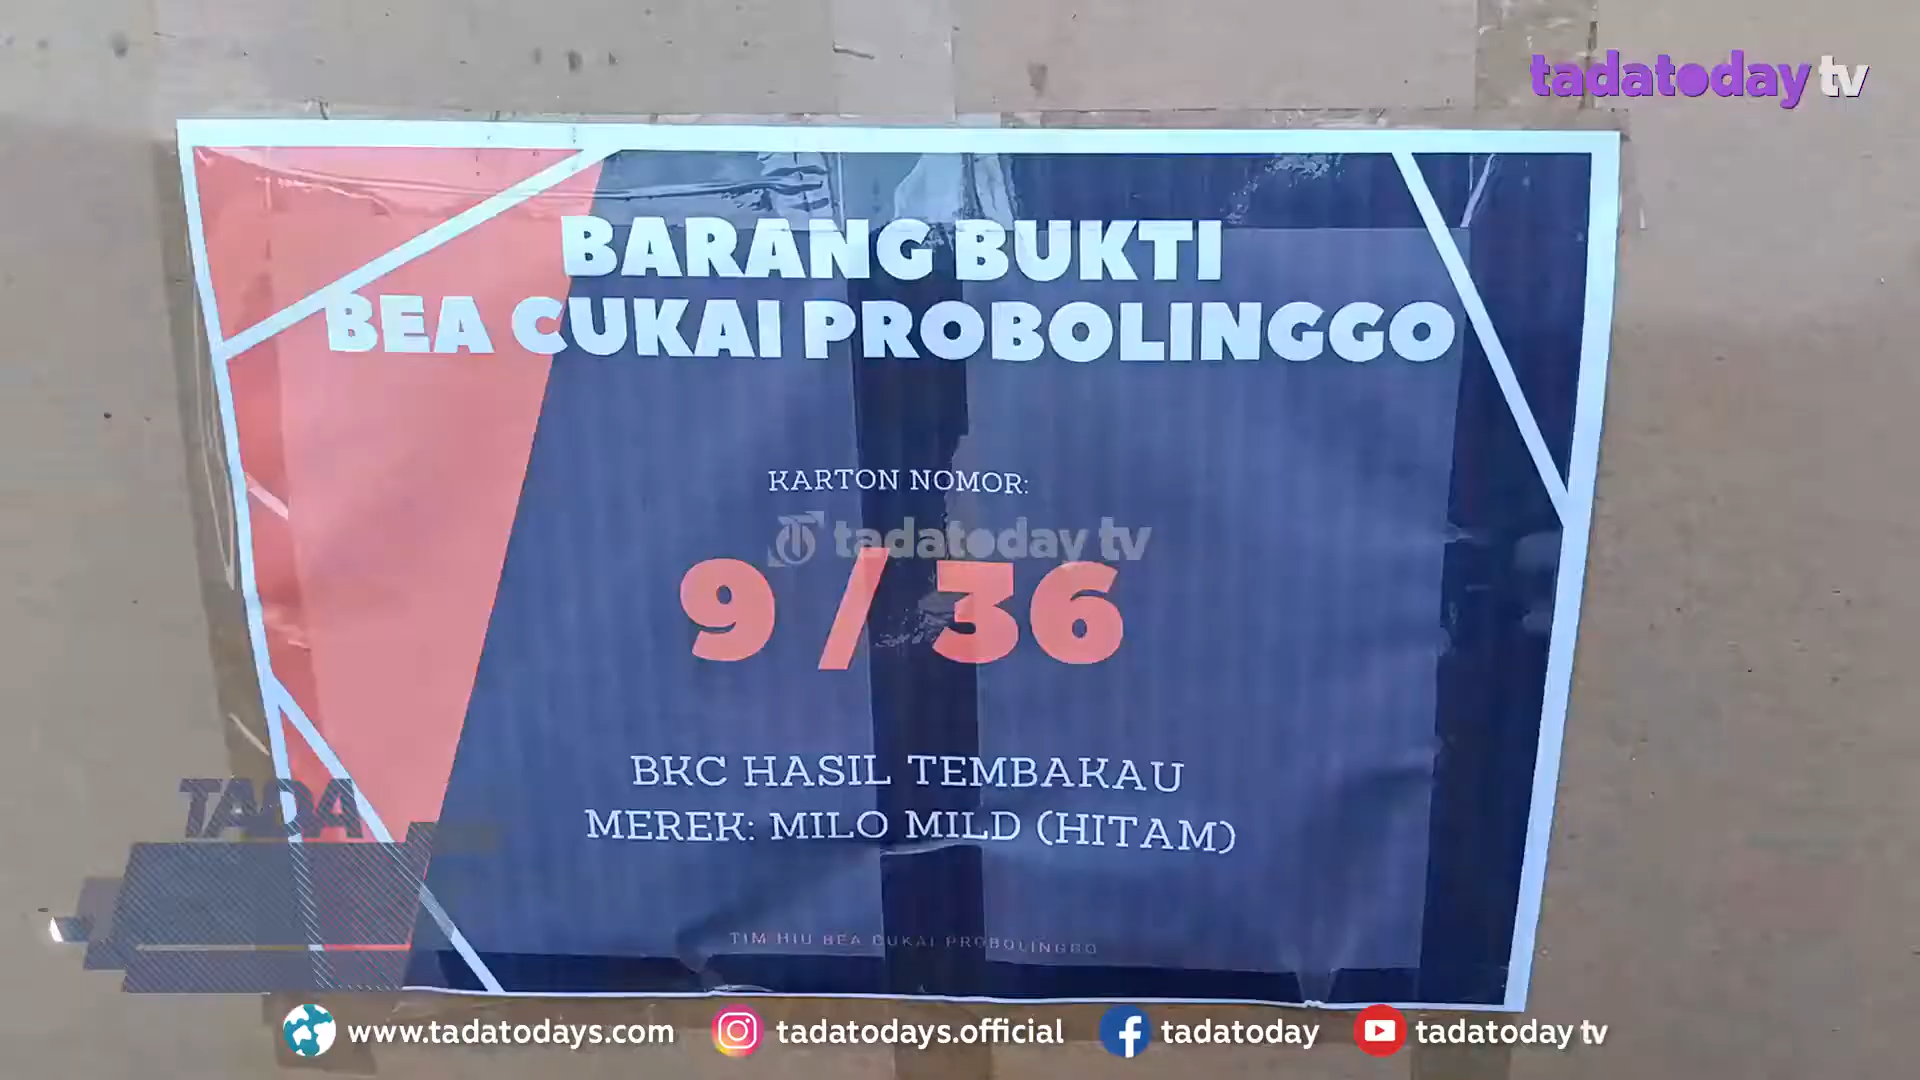 tadatoday tv
BARANG BUKTI
BEA CUKAI PROBOLINGGO
KARTON NOMOR:
tadatoday tv
9 / 36
BKC HASIL TEMBAKAU
MEREK: MILO MILD (HITAM)
TADA
TIM HIU BEA CUKAI PROBOLINGGO
www.tadatodays.com
tadatodays.official
tadatoday
tadatoday tv